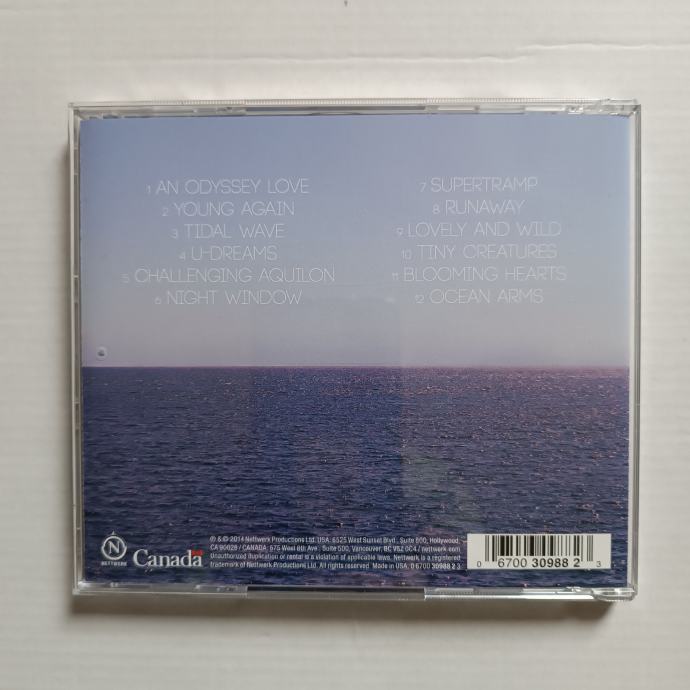 1 AN ODYSSEY LOVE
2 YOUNG AGAIN
3 TIDAL WAVE
4 U-DREAMS
5 CHALLENGING AQUILON
6 NIGHT WINDOW
7 SUPERTRAMP
8 RUNAWAY
9 LOVELY AND WILD
10 TINY CREATURES
11 BLOOMING HEARTS
12 OCEAN ARMS
N
NETTWERK
Canada
℗ & © 2014 Nettwerk Productions Ltd. USA: 6525 West Sunset Blvd., Suite 800, Hollywood,
CA 90028 / CANADA: 675 West 8th Ave., Suite 500, Vancouver, BC V5Z 0C4 / nettwerk.com
Unauthorized duplication or rental is a violation of applicable laws. Nettwerk is a registered
trademark of Nettwerk Productions Ltd. All rights reserved. Made in USA. 0 6700 30988 2 3
0 6700 30988 2 3